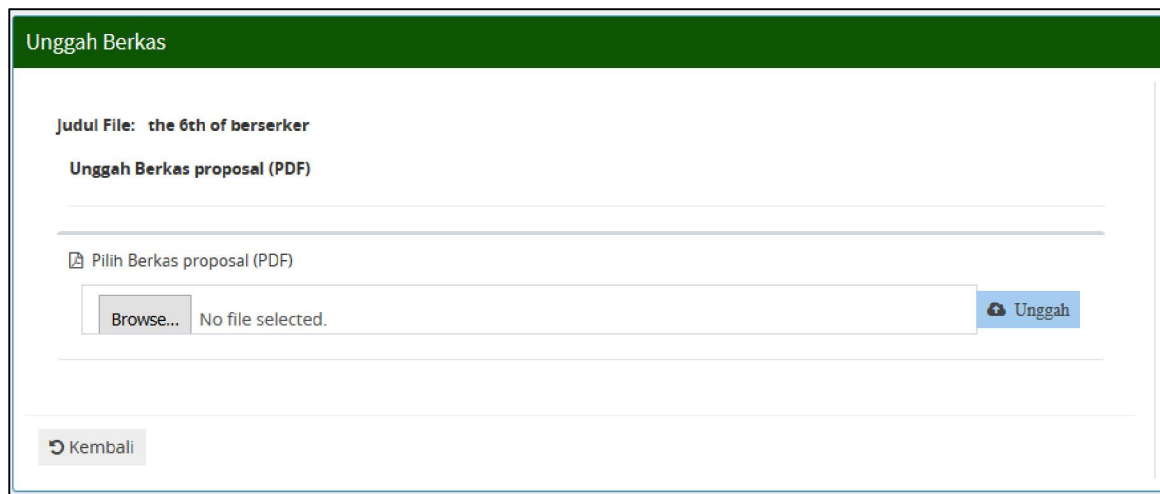 Unggah Berkas
Judul File: the 6th of berserker
Unggah Berkas proposal (PDF)
Pilih Berkas proposal (PDF)
Browse... No file selected. Unggah
Kembali